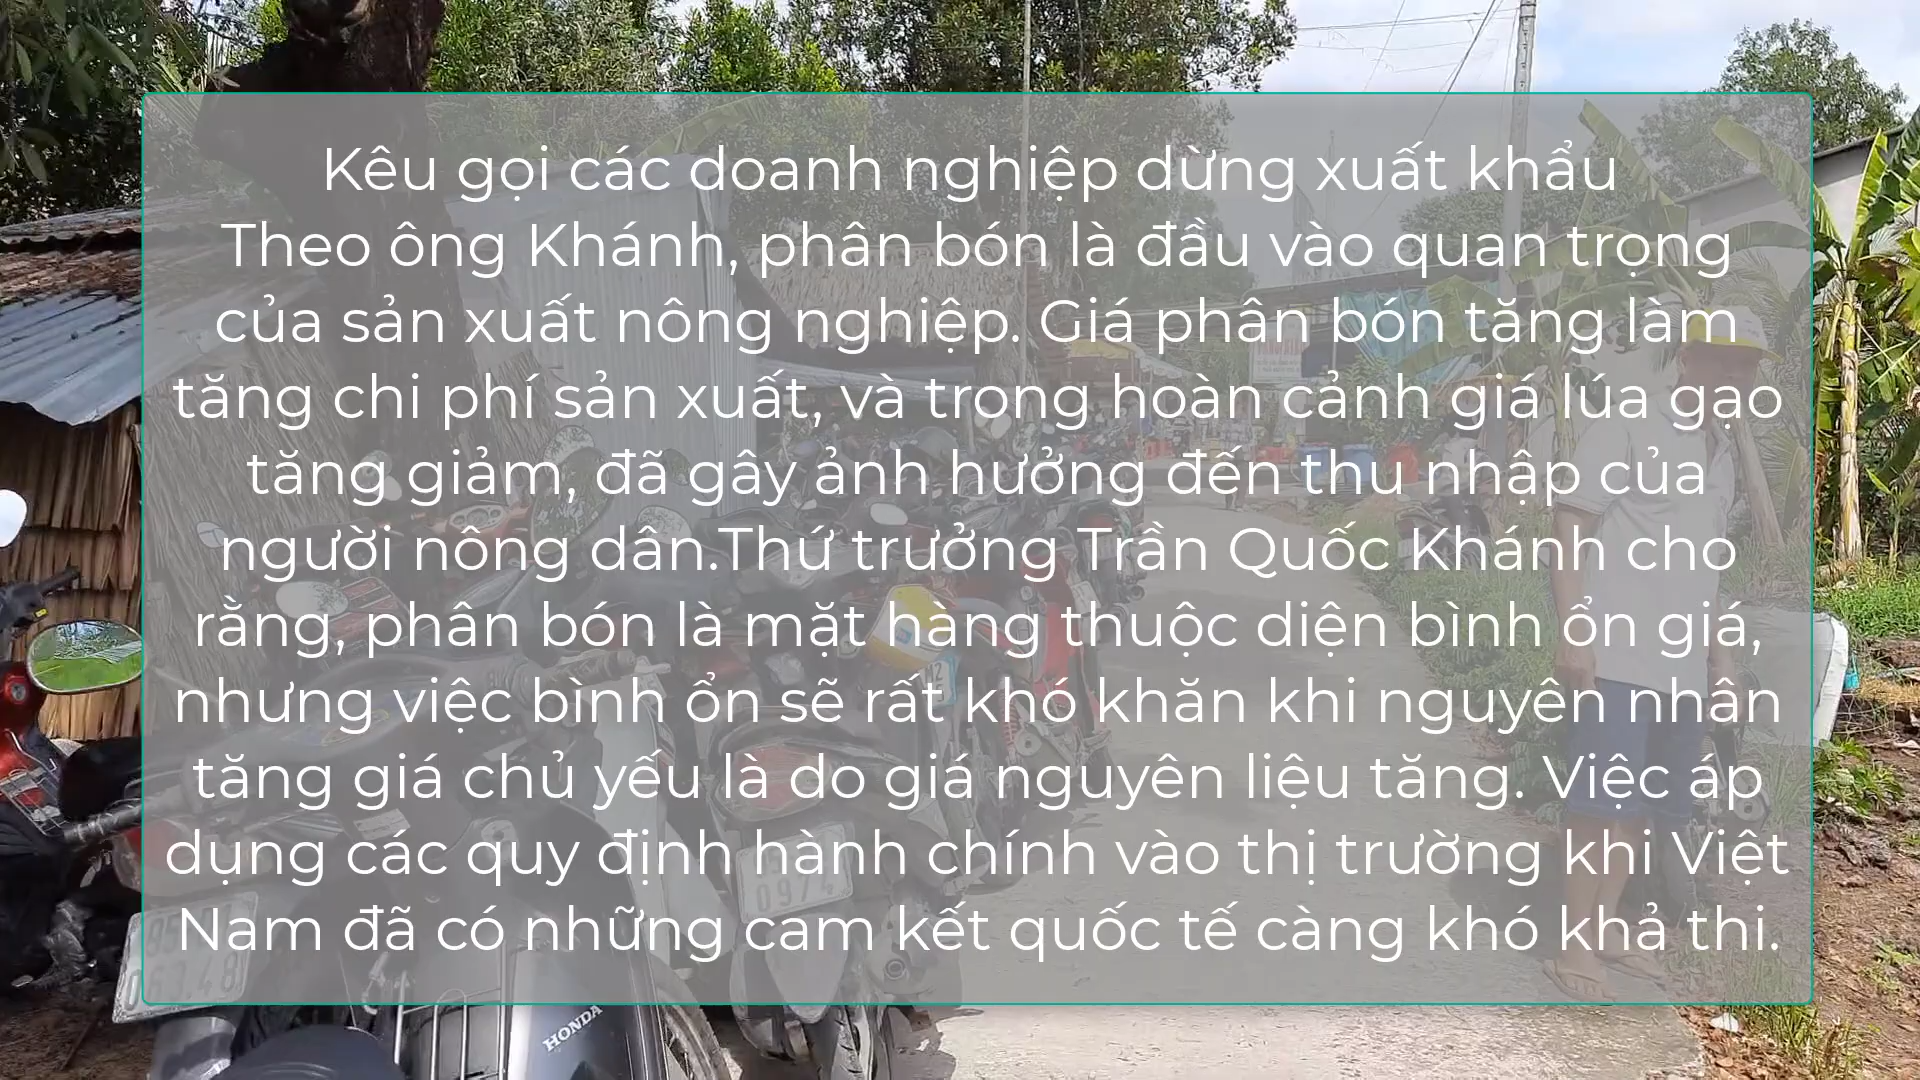 Kêu gọi các doanh nghiệp dừng xuất khẩu
Theo ông Khánh, phân bón là đầu vào quan trọng
của sản xuất nông nghiệp. Giá phân bón tăng làm
tăng chi phí sản xuất, và trong hoàn cảnh giá lúa gạo
tăng giảm, đã gây ảnh hưởng đến thu nhập của
người nông dân.Thứ trưởng Trần Quốc Khánh cho
rằng, phân bón là mặt hàng thuộc diện bình ổn giá,
nhưng việc bình ổn sẽ rất khó khăn khi nguyên nhân
tăng giá chủ yếu là do giá nguyên liệu tăng. Việc áp
dụng các quy định hành chính vào thị trường khi Việt
Nam đã có những cam kết quốc tế càng khó khả thi.
HONDA